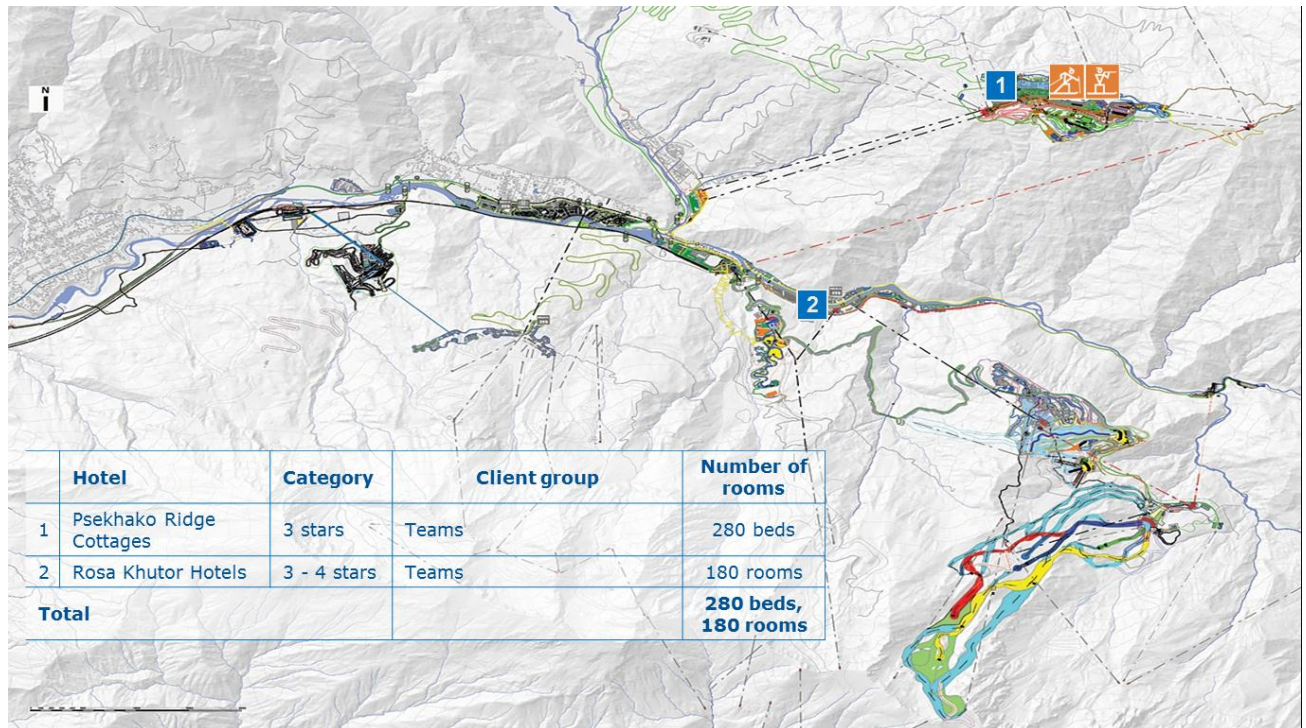 N
1
2
Hotel Category Client group Number of
rooms
1 Psekhako Ridge
Cottages 3 stars Teams 280 beds
2 Rosa Khutor Hotels 3 - 4 stars Teams 180 rooms
Total 280 beds,
180 rooms